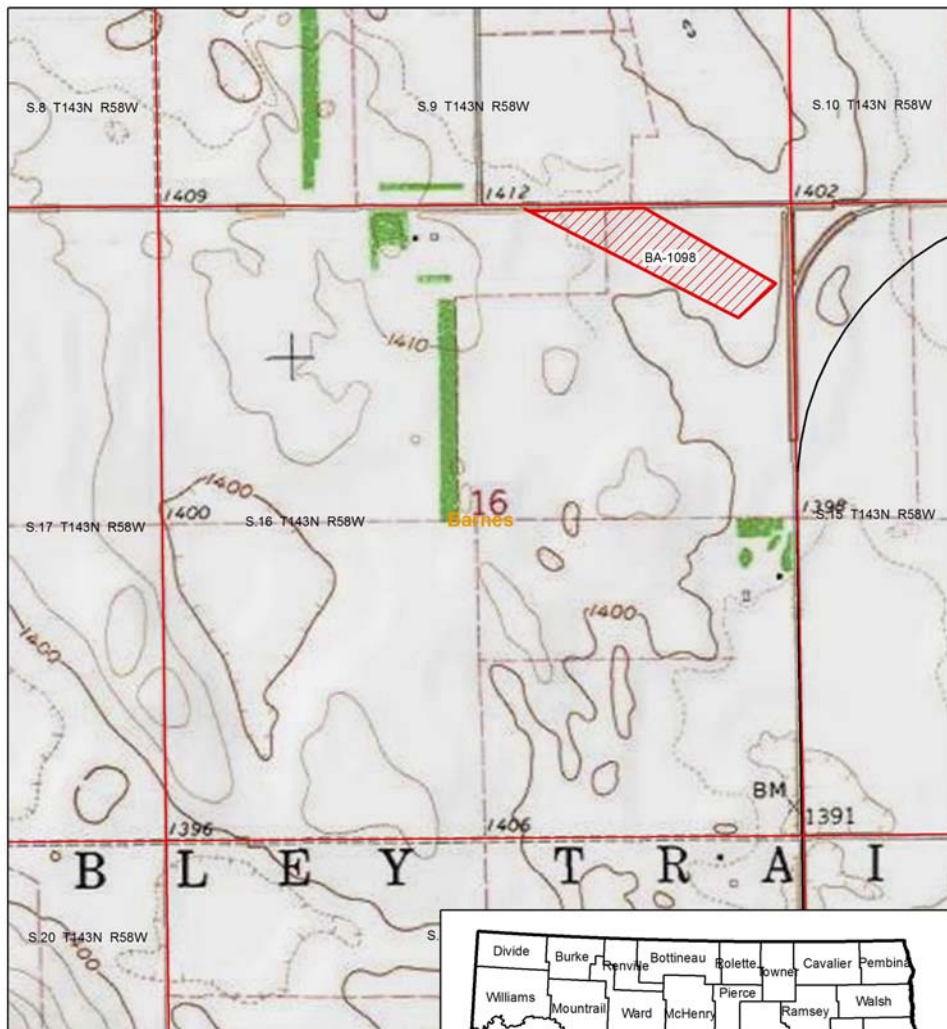 S.8 T143N R58W
S.9 T143N R58W
S.10 T143N R58W
1409
1412
1402
BA-1098
1410
1400
16
1400
S.17 T143N R58W
S.16 T143N R58W
Barnes
1398
S.15 T143N R58W
1400
1400
BM
1391
1396
1406
B L E Y T R A I
S.20 T143N R58W
S.
400
Divide
Burke
Renville
Bottineau
Rolette
Towner
Cavalier
Pembina
Pierce
Williams
Mountrail
Ward
McHenry
Ramsey
Walsh